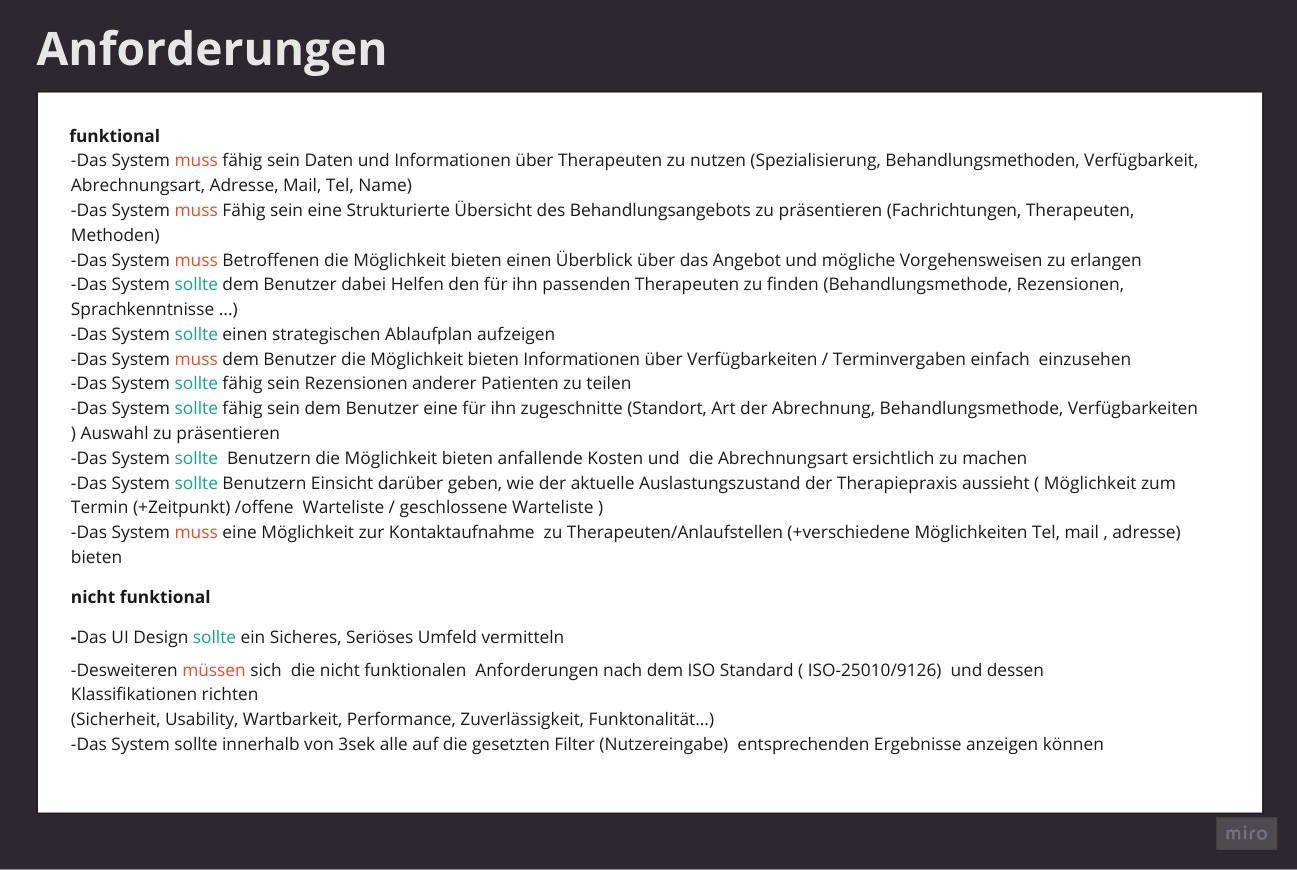 Anforderungen
funktional
-Das System muss fähig sein Daten und Informationen über Therapeuten zu nutzen (Spezialisierung, Behandlungsmethoden, Verfügbarkeit,
Abrechnungsart, Adresse, Mail, Tel, Name)
-Das System muss Fähig sein eine Strukturierte Übersicht des Behandlungsangebots zu präsentieren (Fachrichtungen, Therapeuten,
Methoden)
-Das System muss Betroffenen die Möglichkeit bieten einen Überblick über das Angebot und mögliche Vorgehensweisen zu erlangen
-Das System sollte dem Benutzer dabei Helfen den für ihn passenden Therapeuten zu finden (Behandlungsmethode, Rezensionen,
Sprachkenntnisse ...)
-Das System sollte einen strategischen Ablaufplan aufzeigen
-Das System muss dem Benutzer die Möglichkeit bieten Informationen über Verfügbarkeiten / Terminvergaben einfach  einzusehen
-Das System sollte fähig sein Rezensionen anderer Patienten zu teilen
-Das System sollte fähig sein dem Benutzer eine für ihn zugeschnitte (Standort, Art der Abrechnung, Behandlungsmethode, Verfügbarkeiten
) Auswahl zu präsentieren
-Das System sollte  Benutzern die Möglichkeit bieten anfallende Kosten und  die Abrechnungsart ersichtlich zu machen
-Das System sollte Benutzern Einsicht darüber geben, wie der aktuelle Auslastungszustand der Therapiepraxis aussieht ( Möglichkeit zum
Termin (+Zeitpunkt) /offene  Warteliste / geschlossene Warteliste )
-Das System muss eine Möglichkeit zur Kontaktaufnahme  zu Therapeuten/Anlaufstellen (+verschiedene Möglichkeiten Tel, mail , adresse)
bieten
nicht funktional
-Das UI Design sollte ein Sicheres, Seriöses Umfeld vermitteln
-Desweiteren müssen sich  die nicht funktionalen  Anforderungen nach dem ISO Standard ( ISO-25010/9126)  und dessen
Klassifikationen richten
(Sicherheit, Usability, Wartbarkeit, Performance, Zuverlässigkeit, Funktonalität...)
-Das System sollte innerhalb von 3sek alle auf die gesetzten Filter (Nutzereingabe)  entsprechenden Ergebnisse anzeigen können
miro